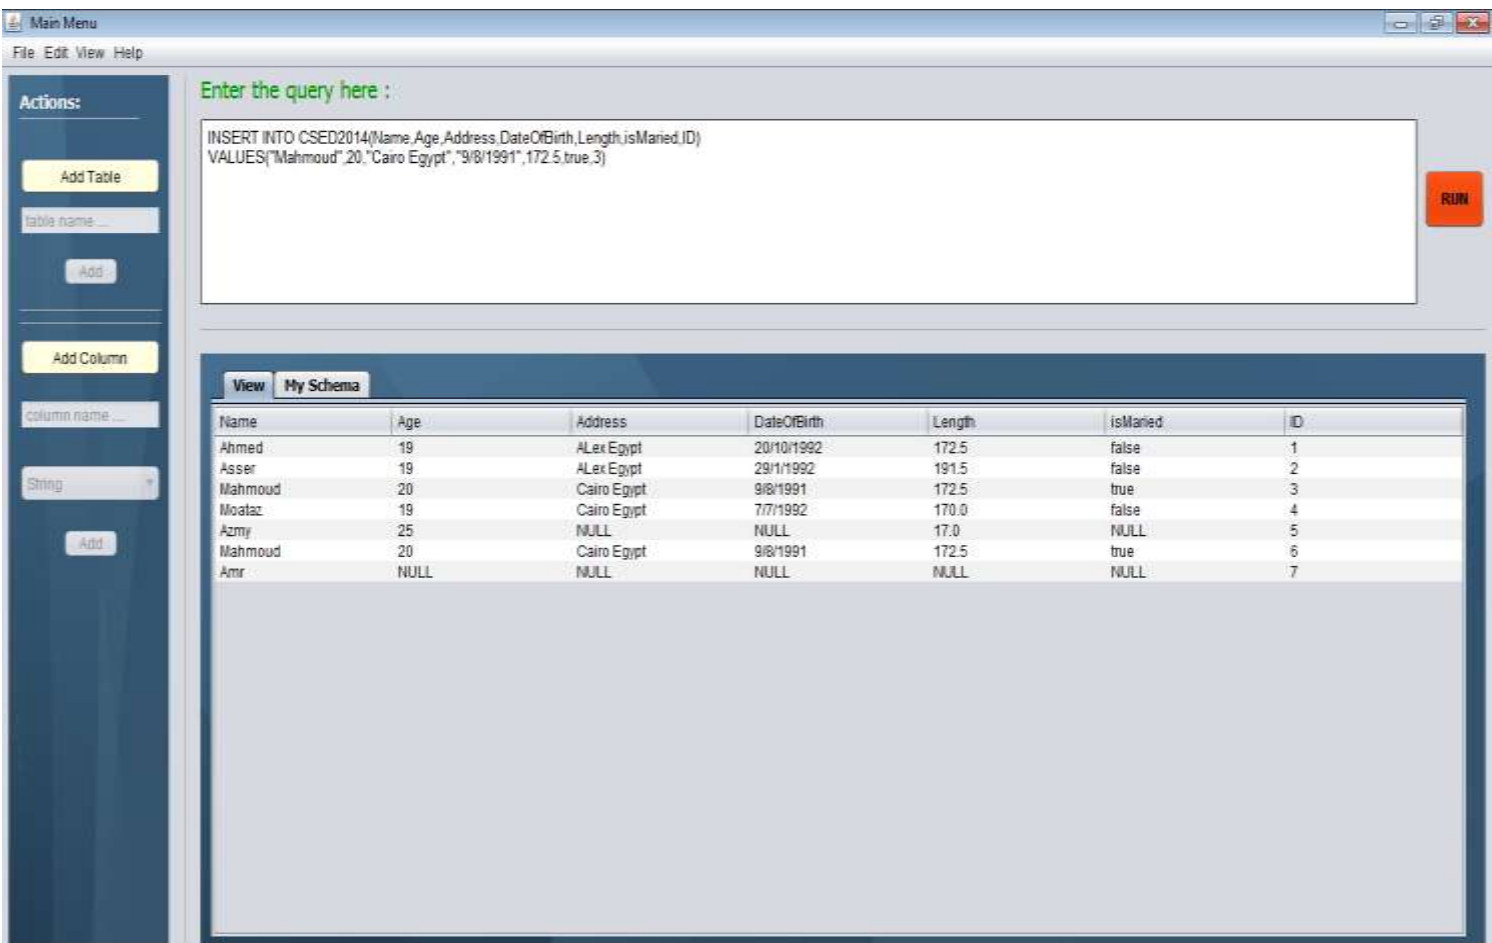 Main Menu
File Edit View Help
Actions:
Add Table
table name ...
Add
Add Column
column name ....
String
Add
Enter the query here :
INSERT INTO CSED2014(Name,Age,Address,DateOfBirth,Length,isMaried,ID)
VALUES("Mahmoud",20,"Cairo Egypt","9/8/1991",172.5,true,3)
RUN
View My Schema
Name Age Address DateOfBirth Length isMaried ID
Ahmed 19 ALex Egypt 20/10/1992 172.5 false 1
Asser 19 ALex Egypt 29/1/1992 191.5 false 2
Mahmoud 20 Cairo Egypt 9/8/1991 172.5 true 3
Moataz 19 Cairo Egypt 7/7/1992 170.0 false 4
Azmy 25 NULL NULL 17.0 NULL 5
Mahmoud 20 Cairo Egypt 9/8/1991 172.5 true 6
Amr NULL NULL NULL NULL NULL 7